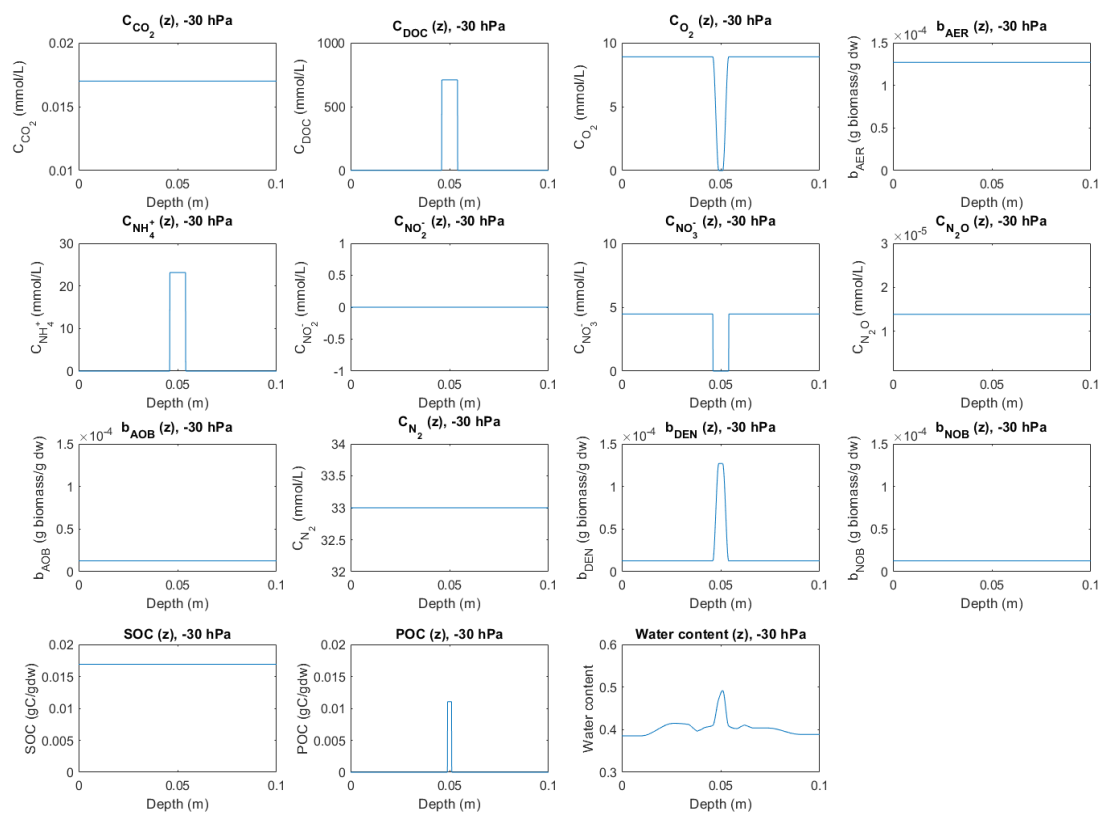 C_CO₂ (z), -30 hPa
C_CO₂ (mmol/L)
0.02
0.015
0.01
0
0.05
0.1
Depth (m)
C_DOC (z), -30 hPa
C_DOC (mmol/L)
1000
500
0
0
0.05
0.1
Depth (m)
C_O₂ (z), -30 hPa
C_O₂ (mmol/L)
10
5
0
0
0.05
0.1
Depth (m)
b_AER (z), -30 hPa
×10⁻⁴
b_AER (g biomass/g dw)
1.5
1
0.5
0
0
0.05
0.1
Depth (m)
C_NH₄⁺ (z), -30 hPa
C_NH₄⁺ (mmol/L)
30
20
10
0
0
0.05
0.1
Depth (m)
C_NO₂⁻ (z), -30 hPa
C_NO₂⁻ (mmol/L)
1
0.5
0
-0.5
-1
0
0.05
0.1
Depth (m)
C_NO₃⁻ (z), -30 hPa
C_NO₃⁻ (mmol/L)
10
5
0
0
0.05
0.1
Depth (m)
C_N₂O (z), -30 hPa
×10⁻⁵
C_N₂O (mmol/L)
3
2
1
0
0.05
0.1
Depth (m)
b_AOB (z), -30 hPa
×10⁻⁴
b_AOB (g biomass/g dw)
1.5
1
0.5
0
0
0.05
0.1
Depth (m)
C_N₂ (z), -30 hPa
C_N₂ (mmol/L)
34
33.5
33
32.5
32
0
0.05
0.1
Depth (m)
b_DEN (z), -30 hPa
×10⁻⁴
b_DEN (g biomass/g dw)
1.5
1
0.5
0
0
0.05
0.1
Depth (m)
b_NOB (z), -30 hPa
×10⁻⁴
b_NOB (g biomass/g dw)
1.5
1
0.5
0
0
0.05
0.1
Depth (m)
SOC (z), -30 hPa
SOC (gC/gdw)
0.02
0.015
0.01
0.005
0
0
0.05
0.1
Depth (m)
POC (z), -30 hPa
POC (gC/gdw)
0.02
0.015
0.01
0.005
0
0
0.05
0.1
Depth (m)
Water content (z), -30 hPa
Water content
0.6
0.5
0.4
0.3
0
0.05
0.1
Depth (m)